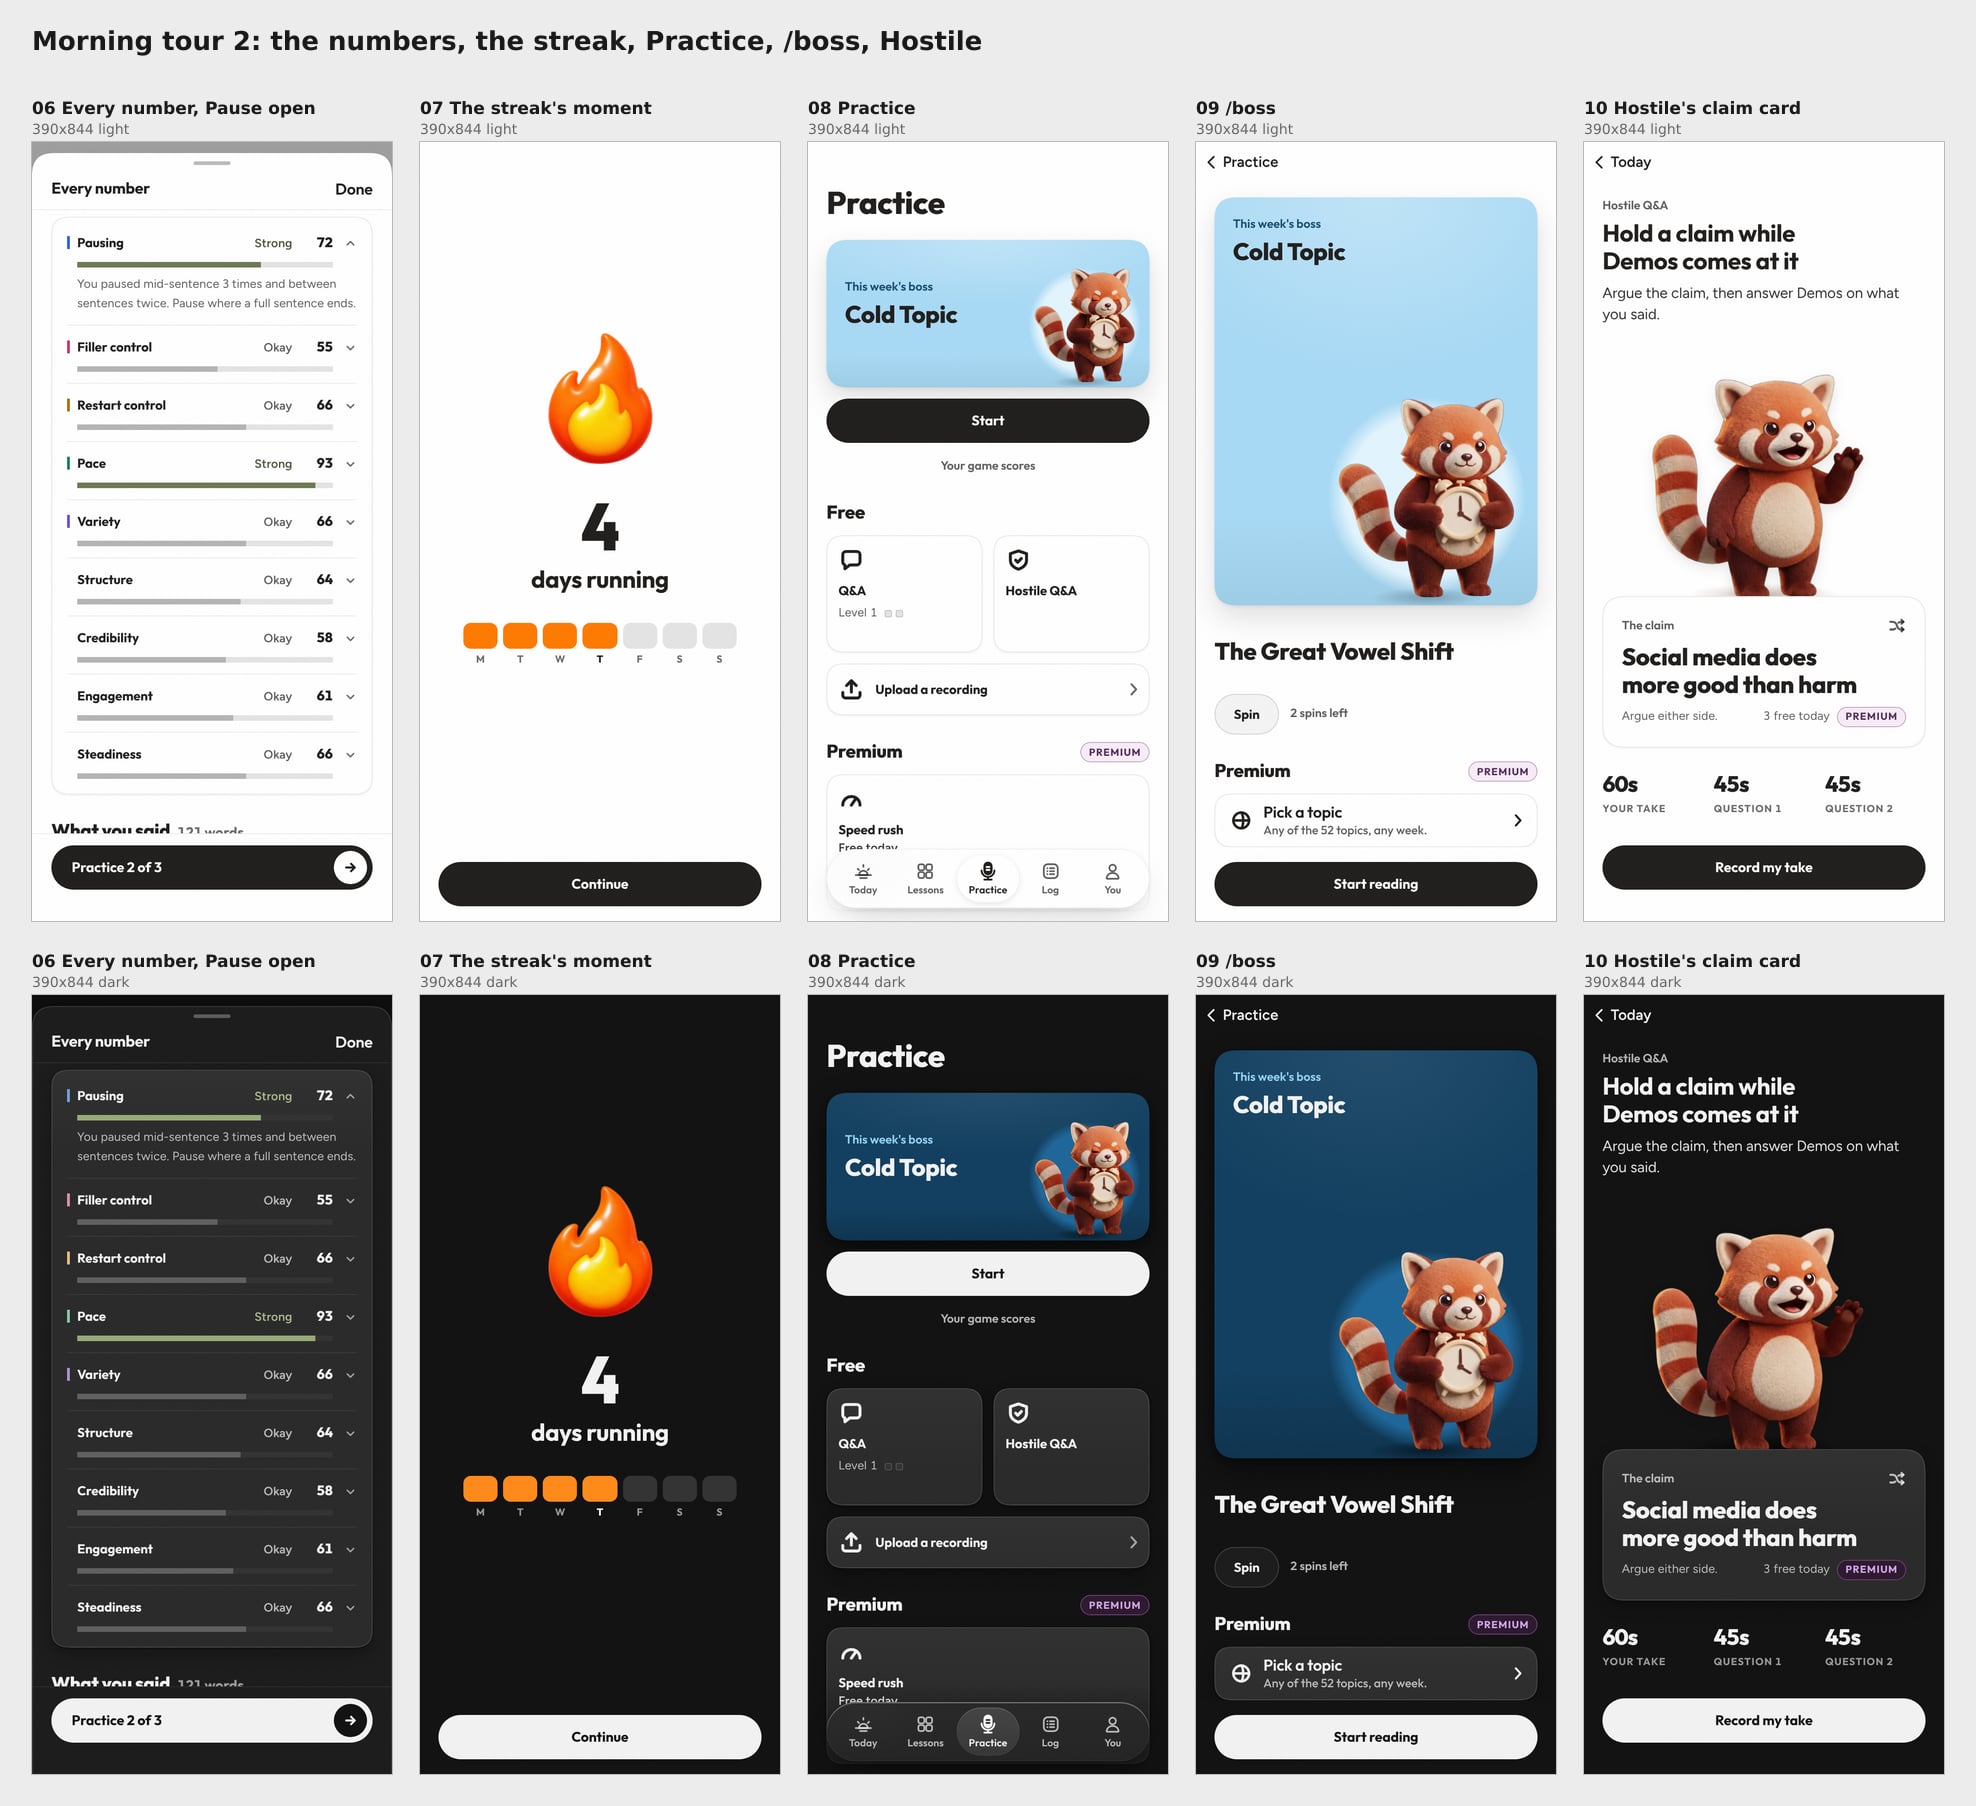 Morning tour 2: the numbers, the streak, Practice, /boss, Hostile
06 Every number, Pause open
390x844 light
Every number
Done
Pausing Strong 72
You paused mid-sentence 3 times and between
sentences twice. Pause where a full sentence ends.
Filler control Okay 55
Restart control Okay 66
Pace Strong 93
Variety Okay 66
Structure Okay 64
Credibility Okay 58
Engagement Okay 61
Steadiness Okay 66
What you said 121 words
Practice 2 of 3
07 The streak's moment
390x844 light
4
days running
M T W T F S S
Continue
08 Practice
390x844 light
Practice
This week's boss
Cold Topic
Start
Your game scores
Free
Q&A
Level 1
Hostile Q&A
Upload a recording
Premium PREMIUM
Speed rush
Free today
Today Lessons Practice Log You
09 /boss
390x844 light
Practice
This week's boss
Cold Topic
The Great Vowel Shift
Spin 2 spins left
Premium PREMIUM
Pick a topic
Any of the 52 topics, any week.
Start reading
10 Hostile's claim card
390x844 light
Today
Hostile Q&A
Hold a claim while
Demos comes at it
Argue the claim, then answer Demos on what
you said.
The claim
Social media does
more good than harm
Argue either side. 3 free today PREMIUM
60s 45s 45s
YOUR TAKE QUESTION 1 QUESTION 2
Record my take
06 Every number, Pause open
390x844 dark
Every number
Done
Pausing Strong 72
You paused mid-sentence 3 times and between
sentences twice. Pause where a full sentence ends.
Filler control Okay 55
Restart control Okay 66
Pace Strong 93
Variety Okay 66
Structure Okay 64
Credibility Okay 58
Engagement Okay 61
Steadiness Okay 66
What you said 121 words
Practice 2 of 3
07 The streak's moment
390x844 dark
4
days running
M T W T F S S
Continue
08 Practice
390x844 dark
Practice
This week's boss
Cold Topic
Start
Your game scores
Free
Q&A
Level 1
Hostile Q&A
Upload a recording
Premium PREMIUM
Speed rush
Free today
Today Lessons Practice Log You
09 /boss
390x844 dark
Practice
This week's boss
Cold Topic
The Great Vowel Shift
Spin 2 spins left
Premium PREMIUM
Pick a topic
Any of the 52 topics, any week.
Start reading
10 Hostile's claim card
390x844 dark
Today
Hostile Q&A
Hold a claim while
Demos comes at it
Argue the claim, then answer Demos on what
you said.
The claim
Social media does
more good than harm
Argue either side. 3 free today PREMIUM
60s 45s 45s
YOUR TAKE QUESTION 1 QUESTION 2
Record my take